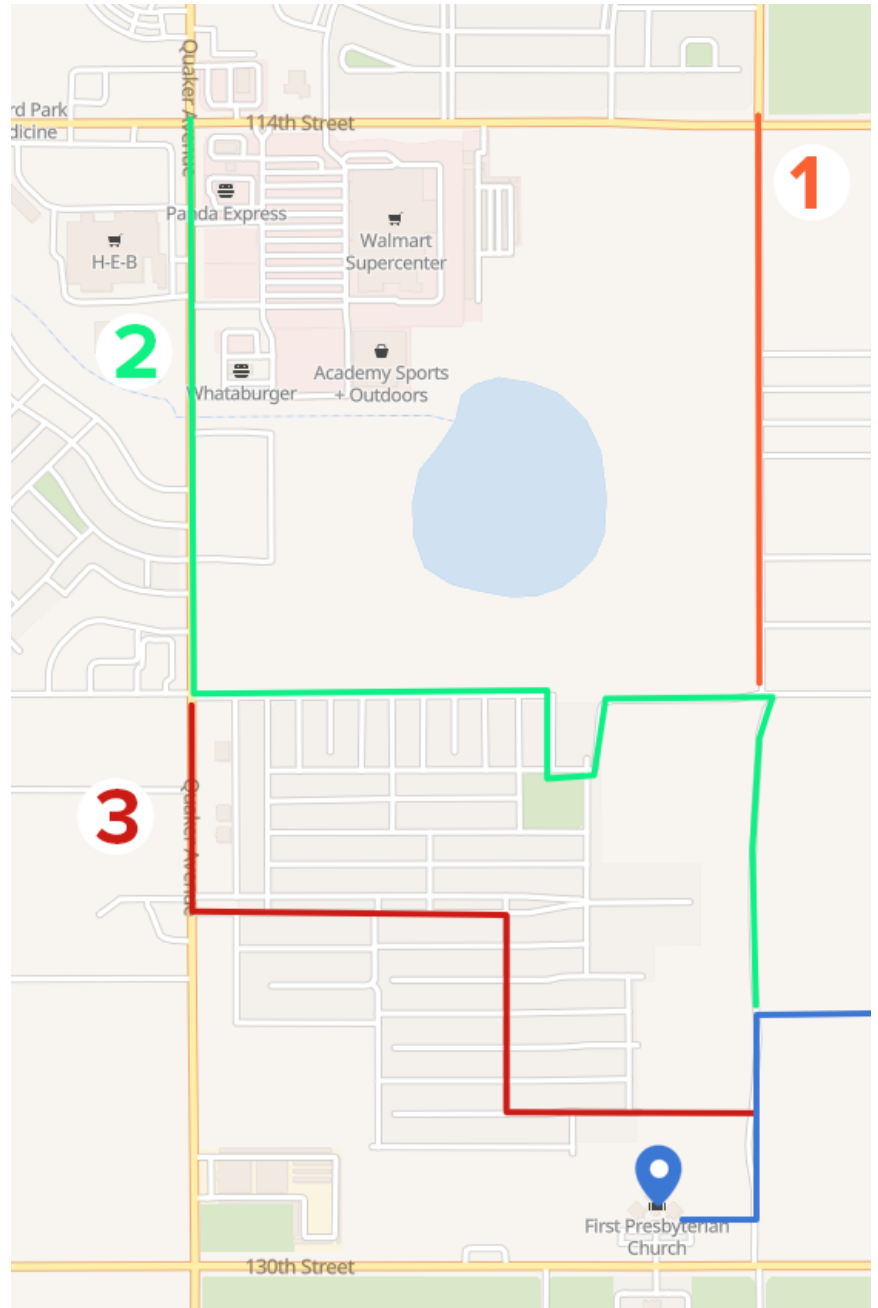 Quaker Avenue
rd Park
dicine
114th Street
1
Panda Express
H-E-B
Walmart
Supercenter
2
Whataburger
Academy Sports
+ Outdoors
3
Quaker Avenue
First Presbyterian
Church
130th Street